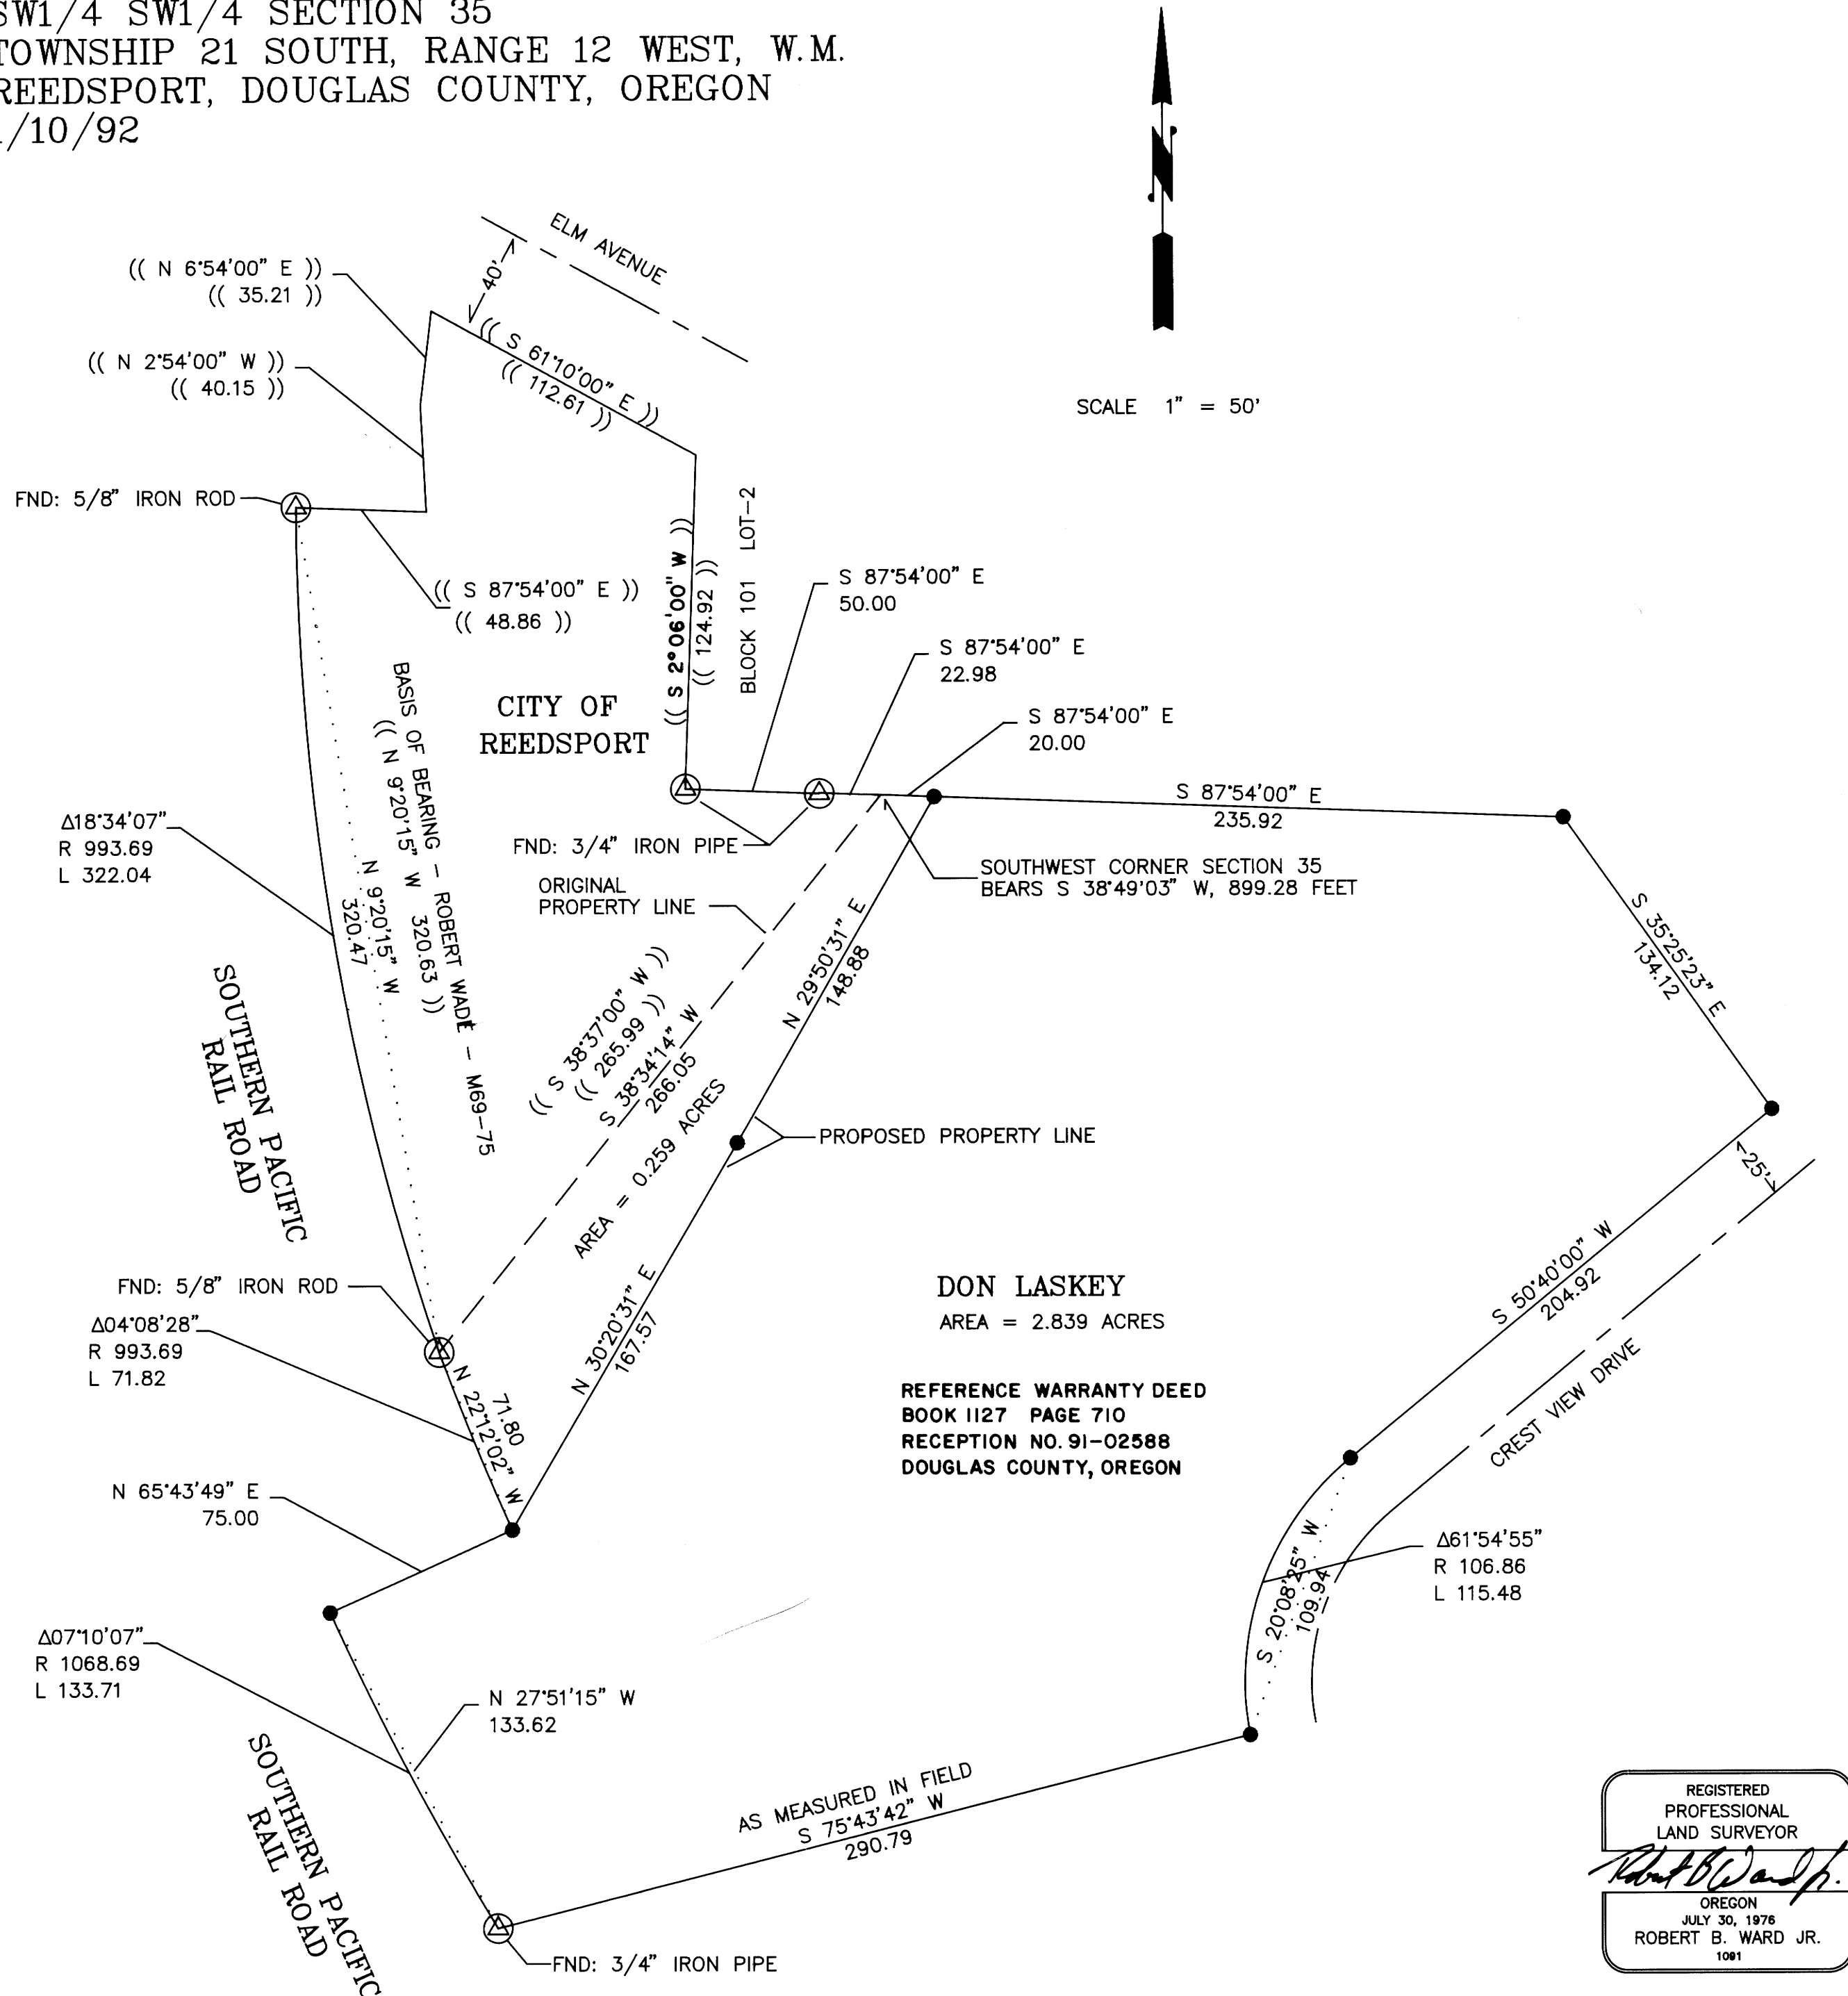 SW1/4 SW1/4 SECTION 35
TOWNSHIP 21 SOUTH, RANGE 12 WEST, W.M.
REEDSPORT, DOUGLAS COUNTY, OREGON
/10/92
N
SCALE 1" = 50'
ELM AVENUE
40'
(( N 6°54'00" E ))
(( 35.21 ))
(( N 2°54'00" W ))
(( 40.15 ))
(( S 61°10'00" E ))
(( 112.61 ))
FND: 5/8" IRON ROD
(( S 87°54'00" E ))
(( 48.86 ))
(( S 2°06'00" W ))
(( 124.92 ))
BLOCK 101 LOT-2
S 87°54'00" E
50.00
S 87°54'00" E
22.98
S 87°54'00" E
20.00
CITY OF
REEDSPORT
BASIS OF BEARING - ROBERT WADE - M69-75
(( N 9°20'15" W 320.63 ))
N 9°20'15" W
320.47
Δ18°34'07"
R 993.69
L 322.04
FND: 3/4" IRON PIPE
S 87°54'00" E
235.92
SOUTHWEST CORNER SECTION 35
BEARS S 38°49'03" W, 899.28 FEET
ORIGINAL
PROPERTY LINE
S 35°25'23" E
134.12
N 29°50'31" E
148.88
(( S 38°37'00" W ))
(( 265.99 ))
S 38°34'14" W
266.05
AREA = 0.259 ACRES
SOUTHERN PACIFIC
RAIL ROAD
PROPOSED PROPERTY LINE
25'
FND: 5/8" IRON ROD
Δ04°08'28"
R 993.69
L 71.82
71.80
N 22°12'02" W
N 30°20'31" E
167.57
DON LASKEY
AREA = 2.839 ACRES
REFERENCE WARRANTY DEED
BOOK 1127 PAGE 710
RECEPTION NO. 91-02588
DOUGLAS COUNTY, OREGON
S 50°40'00" W
204.92
CREST VIEW DRIVE
N 65°43'49" E
75.00
Δ61°54'55"
R 106.86
L 115.48
S 20°08'25" W
109.94
Δ07°10'07"
R 1068.69
L 133.71
N 27°51'15" W
133.62
SOUTHERN PACIFIC
RAIL ROAD
AS MEASURED IN FIELD
S 75°43'42" W
290.79
FND: 3/4" IRON PIPE
REGISTERED
PROFESSIONAL
LAND SURVEYOR
Robert B Ward Jr.
OREGON
JULY 30, 1976
ROBERT B. WARD JR.
1091